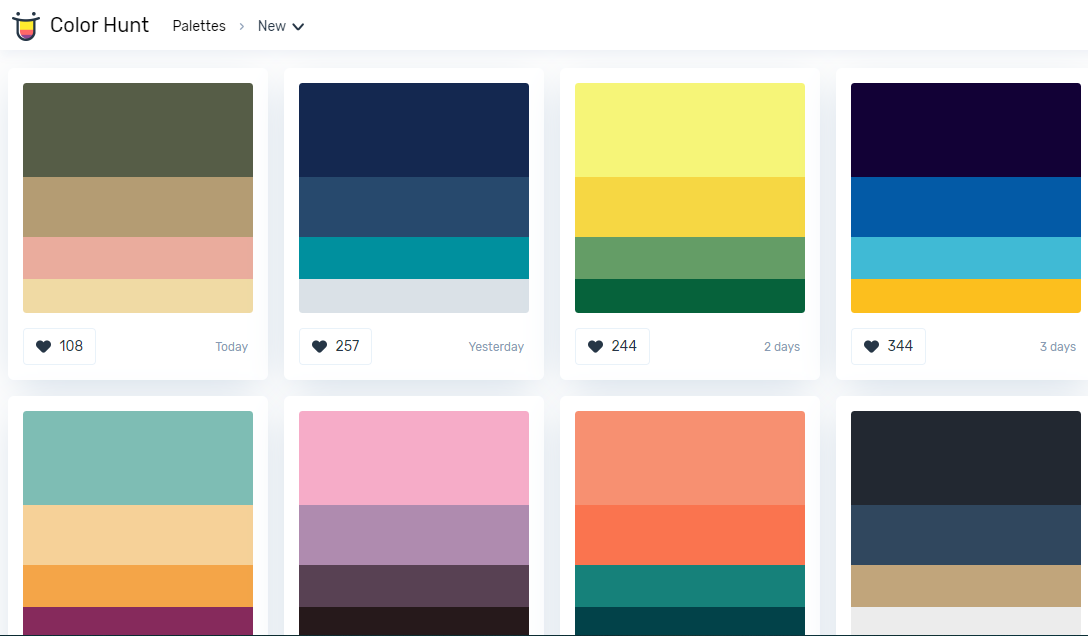 Color Hunt Palettes › New
108 Today
257 Yesterday
244 2 days
344 3 days